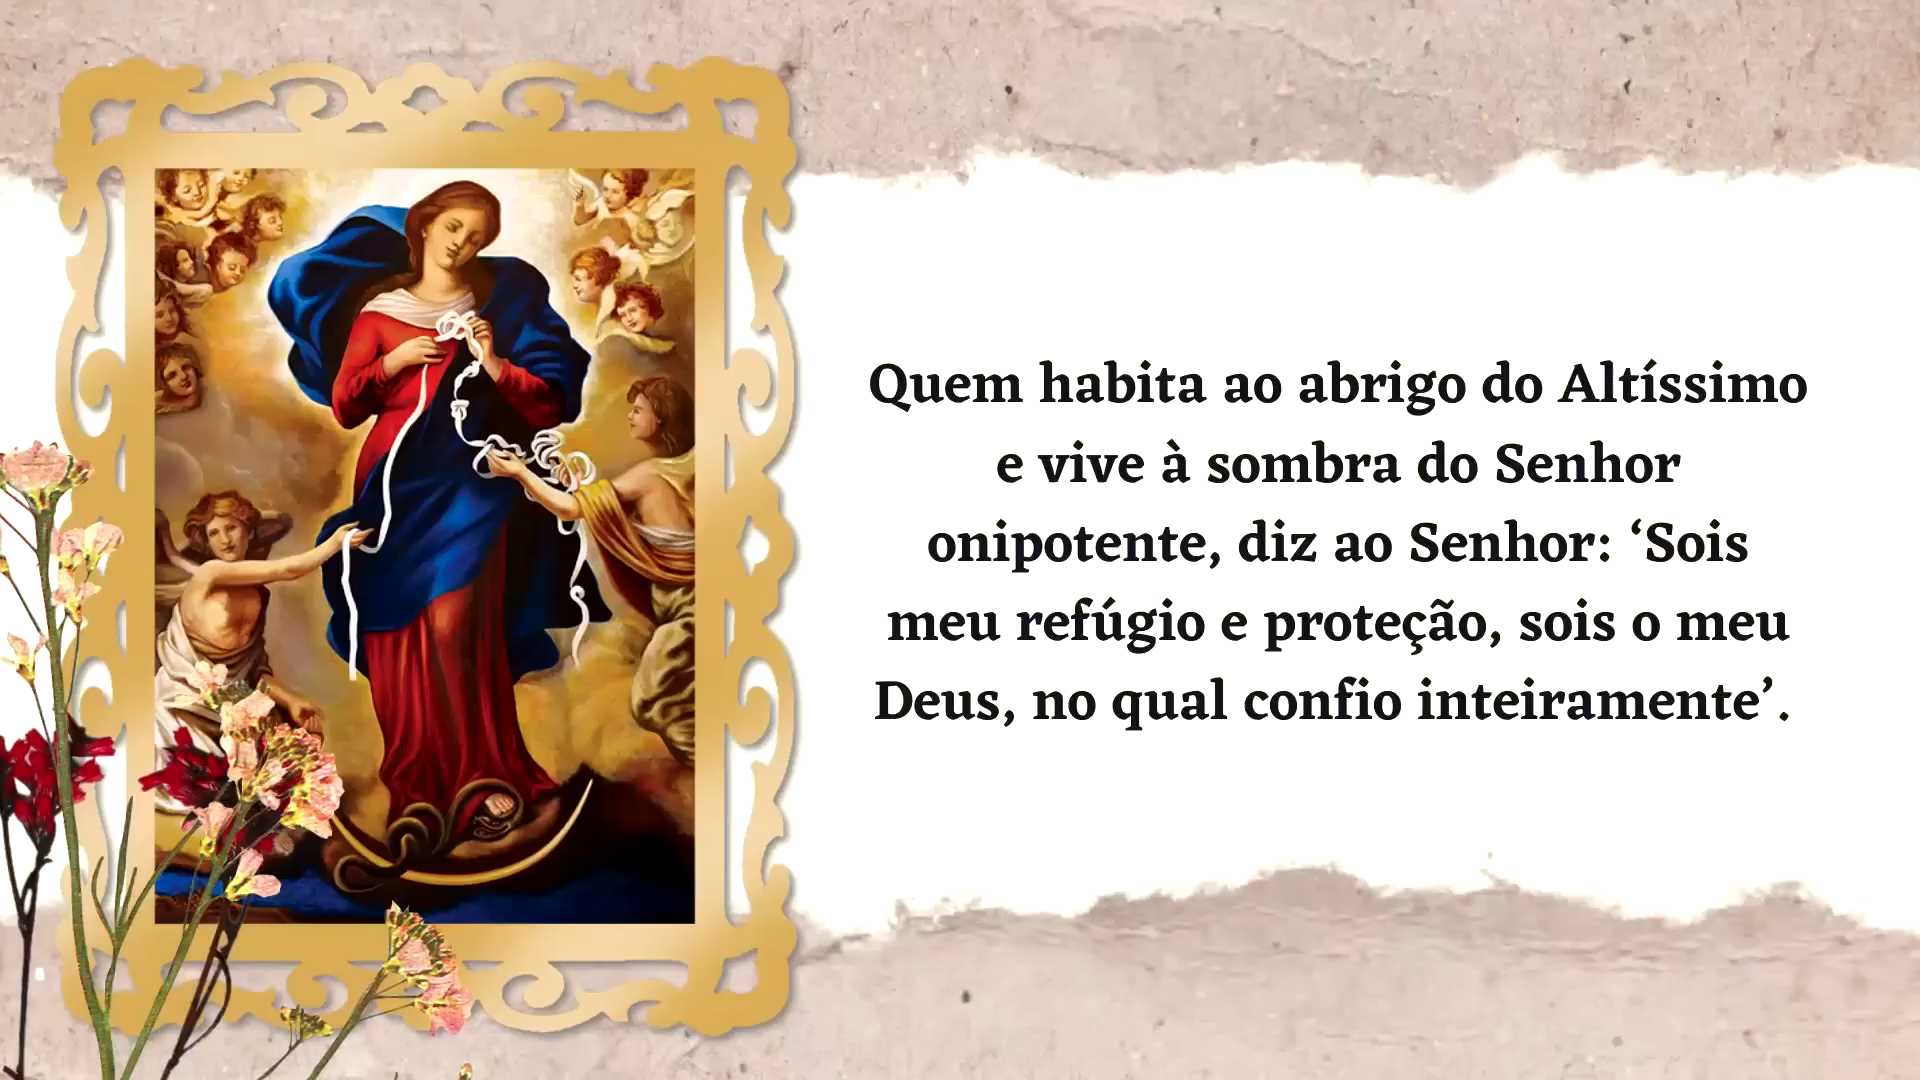 Quem habita ao abrigo do Altíssimo
e vive à sombra do Senhor
onipotente, diz ao Senhor: ‘Sois
meu refúgio e proteção, sois o meu
Deus, no qual confio inteiramente’.